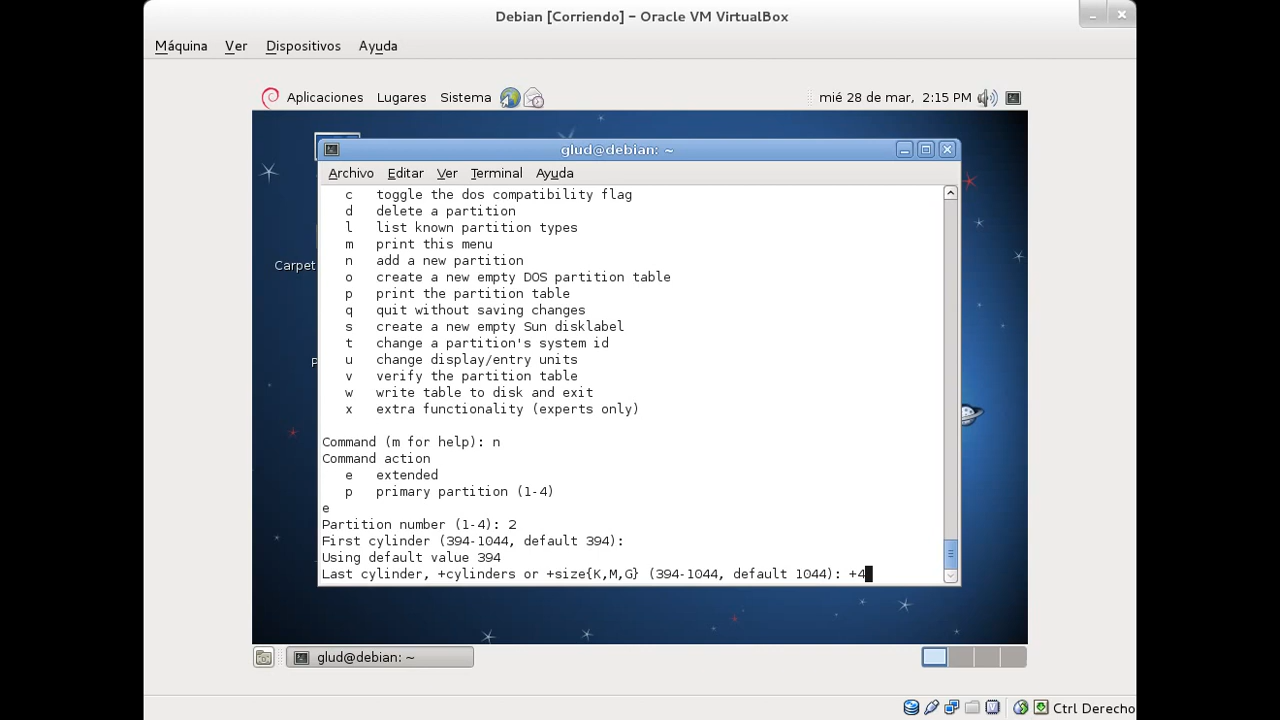 Debian [Corriendo] – Oracle VM VirtualBox
Máquina Ver Dispositivos Ayuda
Aplicaciones Lugares Sistema mié 28 de mar, 2:15 PM
glud@debian: ~
Archivo Editar Ver Terminal Ayuda
c toggle the dos compatibility flag
d delete a partition
l list known partition types
m print this menu
n add a new partition
o create a new empty DOS partition table
p print the partition table
q quit without saving changes
s create a new empty Sun disklabel
t change a partition's system id
u change display/entry units
v verify the partition table
w write table to disk and exit
x extra functionality (experts only)
Command (m for help): n
Command action
e extended
p primary partition (1-4)
e
Partition number (1-4): 2
First cylinder (394-1044, default 394):
Using default value 394
Last cylinder, +cylinders or +size{K,M,G} (394-1044, default 1044): +4
Carpet
P
glud@debian: ~
Ctrl Derecho